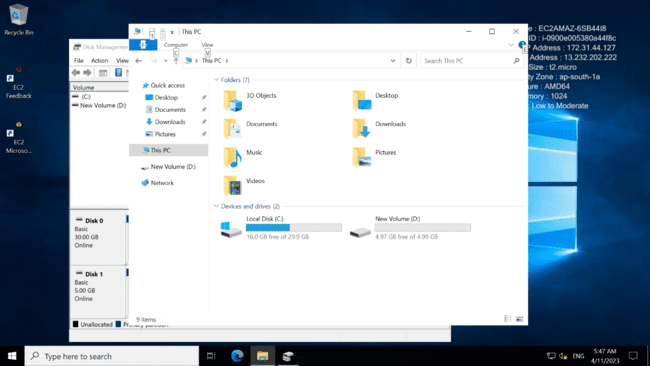 Recycle Bin
EC2
Feedback
EC2
Microso...
Disk Managemen
File Action View
Volume
(C:)
New Volume (D:)
Disk 0
Basic
30.00 GB
Online
Disk 1
Basic
5.00 GB
Online
Unallocated Primary partition
This PC
Computer View
This PC
Search This PC
Quick access
Desktop
Documents
Downloads
Pictures
This PC
New Volume (D:)
Network
Folders (7)
3D Objects
Desktop
Documents
Downloads
Music
Pictures
Videos
Devices and drives (2)
Local Disk (C:)
16.0 GB free of 29.9 GB
New Volume (D:)
4.97 GB free of 4.99 GB
9 items
me : EC2AMAZ-6SB44I8
ID : i-0900e005380a44f8c
Address : 172.31.44.127
Address : 13.232.202.222
Size : t2.micro
ty Zone : ap-south-1a
ure : AMD64
mory : 1024
: Low to Moderate
Type here to search
ENG
5:47 AM
4/11/2023